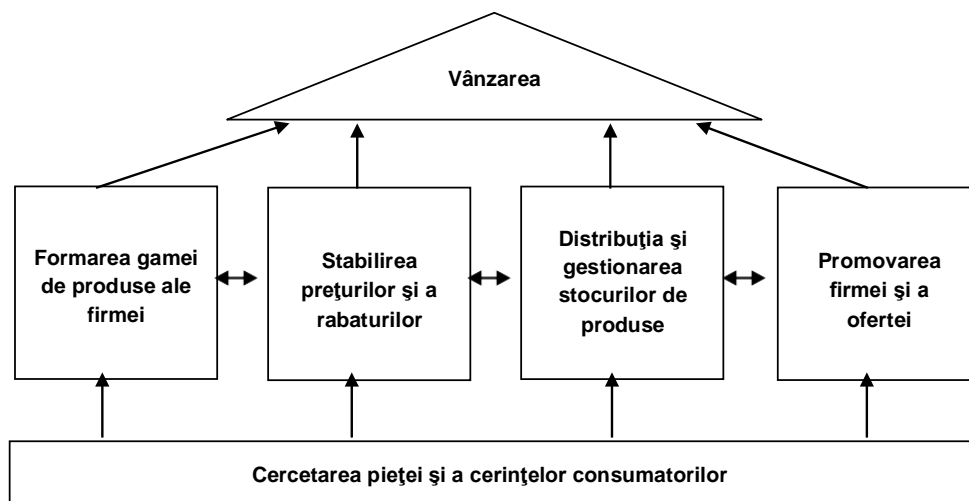 Vânzarea
Formarea gamei
de produse ale
firmei
Stabilirea
preţurilor şi a
rabaturilor
Distribuţia şi
gestionarea
stocurilor de
produse
Promovarea
firmei şi a
ofertei
Cercetarea pieţei şi a cerinţelor consumatorilor